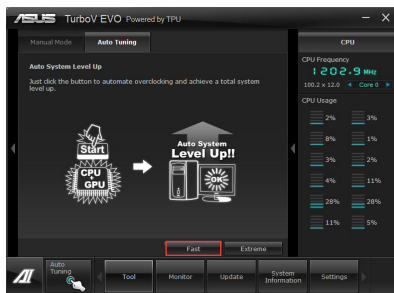 ASUS TurboV EVO Powered by TPU
Manual Mode
Auto Tuning
Auto System Level Up
Just click the button to automate overclocking and achieve a total system
level up.
Start
CPU
+
GPU
Auto System
Level Up!!
OK
Fast
Extreme
CPU
CPU Frequency
1202.9 MHz
100.2 x 12.0
Core 0
CPU Usage
2%
3%
8%
1%
3%
2%
4%
11%
28%
28%
11%
5%
Auto
Tuning
Tool
Monitor
Update
System
Information
Settings